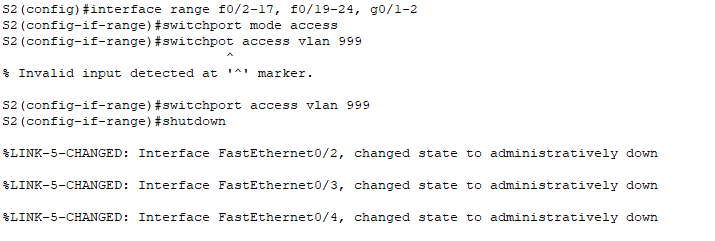 S2(config)#interface range f0/2-17, f0/19-24, g0/1-2
S2(config-if-range)#switchport mode access
S2(config-if-range)#switchpot access vlan 999
^
% Invalid input detected at '^' marker.
S2(config-if-range)#switchport access vlan 999
S2(config-if-range)#shutdown
%LINK-5-CHANGED: Interface FastEthernet0/2, changed state to administratively down
%LINK-5-CHANGED: Interface FastEthernet0/3, changed state to administratively down
%LINK-5-CHANGED: Interface FastEthernet0/4, changed state to administratively down